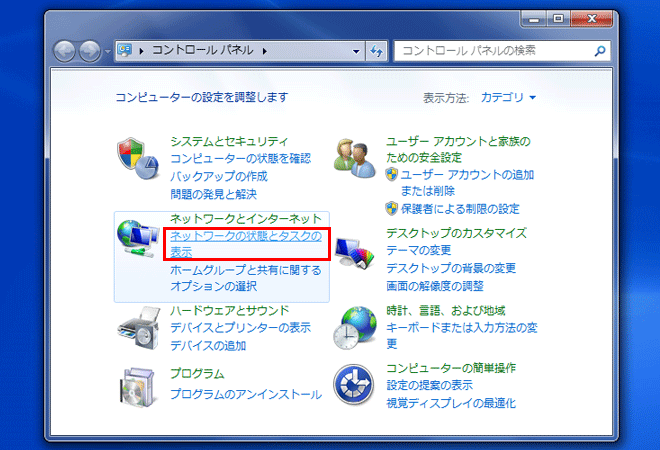 コントロール パネル
コントロール パネルの検索
コンピューターの設定を調整します
表示方法: カテゴリ
システムとセキュリティ
コンピューターの状態を確認
バックアップの作成
問題の発見と解決
ネットワークとインターネット
ネットワークの状態とタスクの
表示
ホームグループと共有に関する
オプションの選択
ハードウェアとサウンド
デバイスとプリンターの表示
デバイスの追加
プログラム
プログラムのアンインストール
ユーザー アカウントと家族の
ための安全設定
ユーザー アカウントの追加
または削除
保護者による制限の設定
デスクトップのカスタマイズ
テーマの変更
デスクトップの背景の変更
画面の解像度の調整
時計、言語、および地域
キーボードまたは入力方法の変
更
コンピューターの簡単操作
設定の提案の表示
視覚ディスプレイの最適化